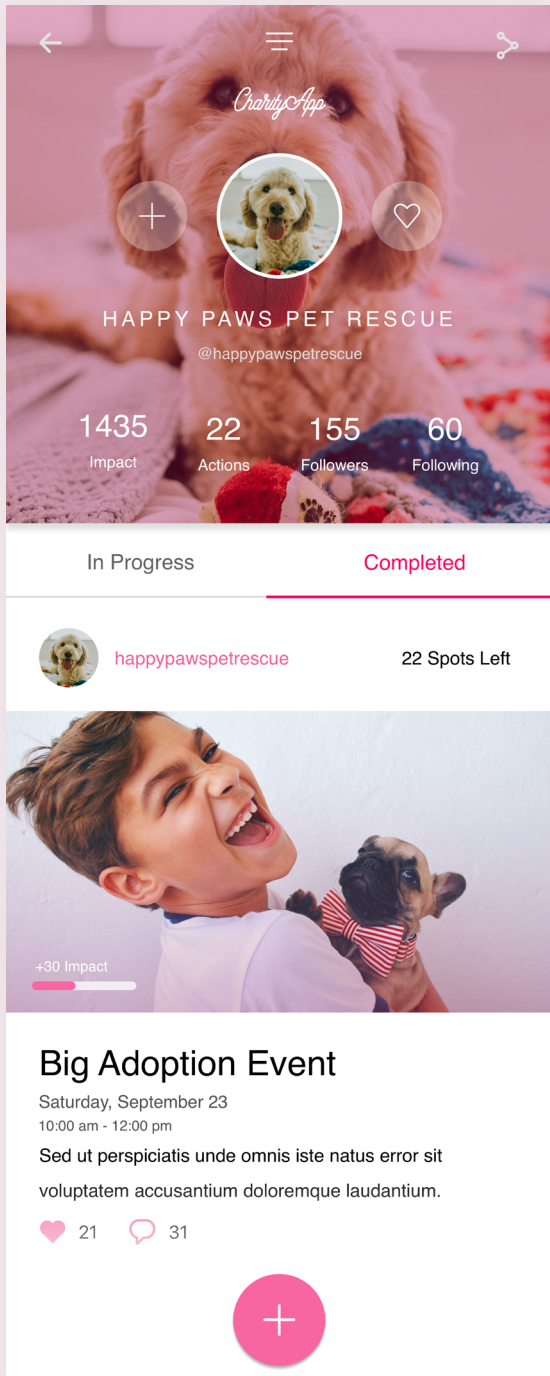 CharityApp
HAPPY PAWS PET RESCUE
@happypawspetrescue
1435 22 155 60
Impact Actions Followers Following
In Progress Completed
happypawspetrescue 22 Spots Left
+30 Impact
Big Adoption Event
Saturday, September 23
10:00 am - 12:00 pm
Sed ut perspiciatis unde omnis iste natus error sit
voluptatem accusantium doloremque laudantium.
21 31